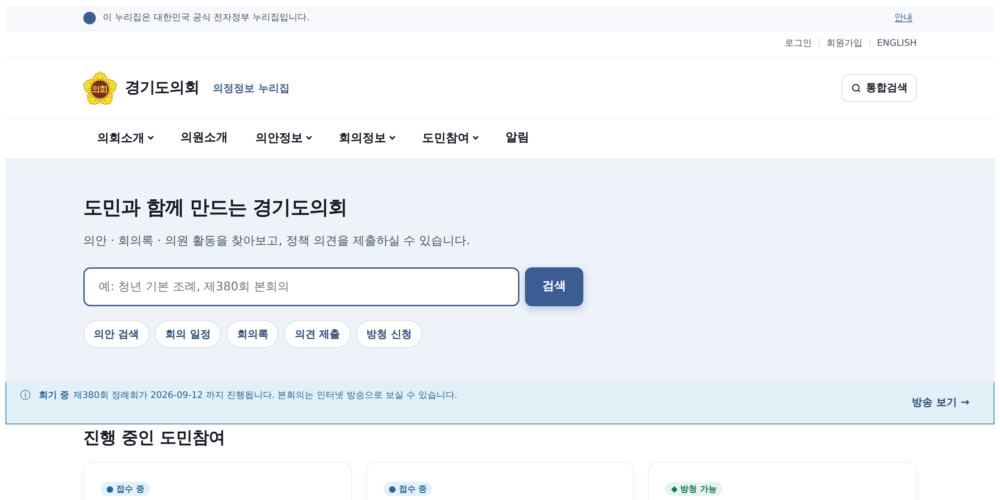 이 누리집은 대한민국 공식 전자정부 누리집입니다.
안내
로그인
회원가입
ENGLISH
의회
경기도의회
의정정보 누리집
통합검색
의회소개
의원소개
의안정보
회의정보
도민참여
알림
도민과 함께 만드는 경기도의회
의안 · 회의록 · 의원 활동을 찾아보고, 정책 의견을 제출하실 수 있습니다.
예: 청년 기본 조례, 제380회 본회의
검색
의안 검색
회의 일정
회의록
의견 제출
방청 신청
ⓘ 회기 중 제380회 정례회가 2026-09-12 까지 진행됩니다. 본회의는 인터넷 방송으로 보실 수 있습니다.
방송 보기 →
진행 중인 도민참여
● 접수 중
● 접수 중
◆ 방청 가능